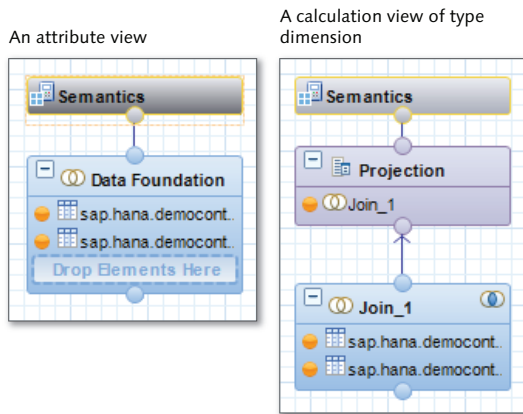 An attribute view
Semantics
Data Foundation
sap.hana.democont..
sap.hana.democont..
Drop Elements Here
A calculation view of type
dimension
Semantics
Projection
Join_1
Join_1
sap.hana.democont..
sap.hana.democont..